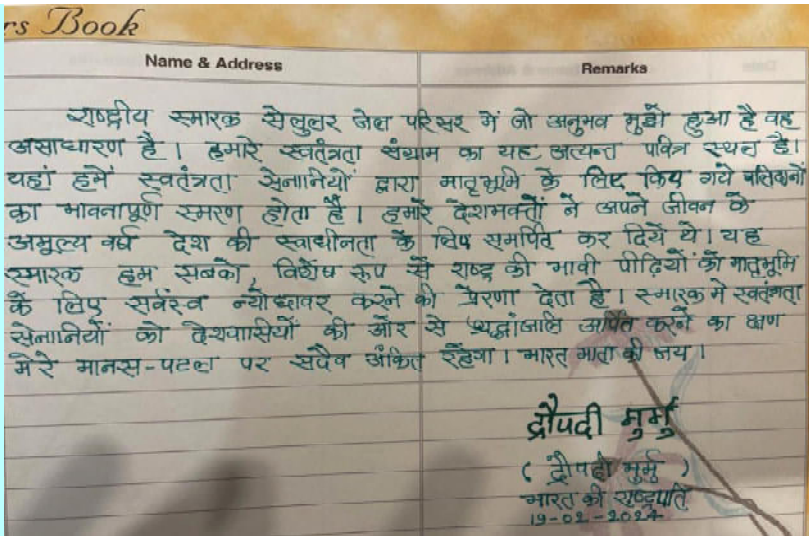 rs Book
Name & Address Remarks
राष्ट्रीय स्मारक सेलुलर जेल परिसर में जो अनुभव मुझे हुआ है वह
असाधारण है। हमारे स्वतंत्रता संग्राम का यह अत्यन्त पवित्र स्थल है।
यहां हमें स्वतंत्रता सेनानियों द्वारा मातृभूमि के लिए किये गये बलिदानों
का भावनापूर्ण स्मरण होता है। हमारे देशभक्तों ने अपने जीवन के
अमूल्य वर्ष देश की स्वाधीनता के लिए समर्पित कर दिये थे। यह
स्मारक हम सबको, विशेष रूप से राष्ट्र की भावी पीढ़ियों को मातृभूमि
के लिए सर्वस्व न्योछावर करने की प्रेरणा देता है। स्मारक मे स्वतंत्रता
सेनानियों को देशवासियों की ओर से श्रद्धांजलि अर्पित करने का क्षण
मेरे मानस-पटल पर सदैव अंकित रहेगा। भारत माता की जय।
द्रौपदी मुर्मु
(द्रौपदी मुर्मु)
भारत की राष्ट्रपति
19-02-2024